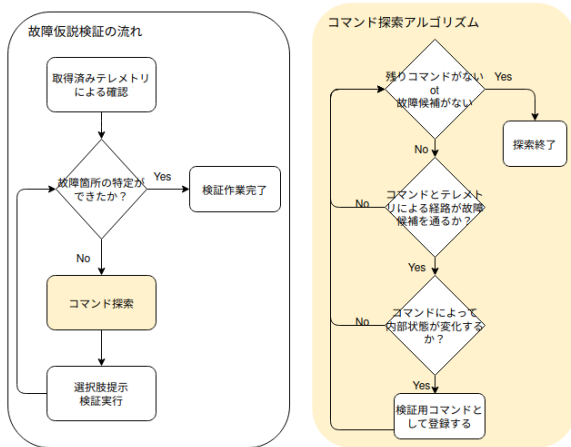 故障仮説検証の流れ
取得済みテレメトリ
による確認
故障箇所の特定が
できたか？
Yes
検証作業完了
No
コマンド探索
選択肢提示
検証実行
コマンド探索アルゴリズム
残りコマンドがない
ot
故障候補がない
Yes
探索終了
No
コマンドとテレメト
リによる経路が故障
候補を通るか？
No
Yes
コマンドによって
内部状態が変化する
か？
No
Yes
検証用コマンドと
して登録する